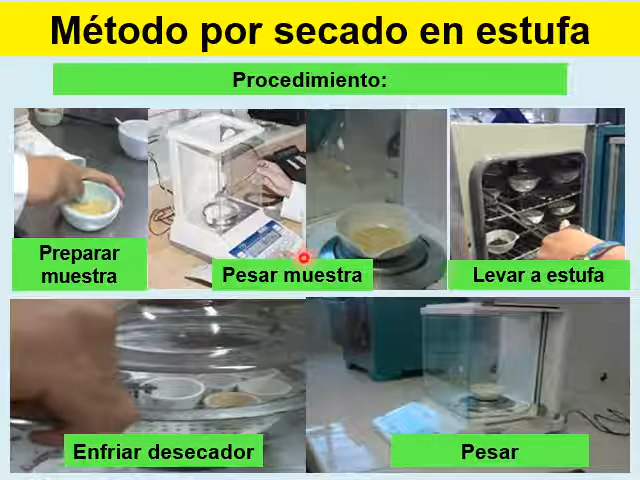 Método por secado en estufa
Procedimiento:
Preparar
muestra
Pesar muestra
Levar a estufa
Enfriar desecador
Pesar